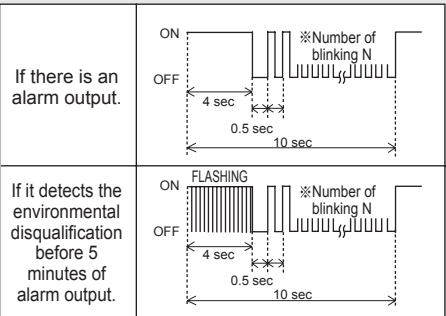 If there is an
alarm output.
ON
OFF
※Number of
blinking N
4 sec
0.5 sec
10 sec
If it detects the
environmental
disqualification
before 5
minutes of
alarm output.
FLASHING
ON
OFF
※Number of
blinking N
4 sec
0.5 sec
10 sec